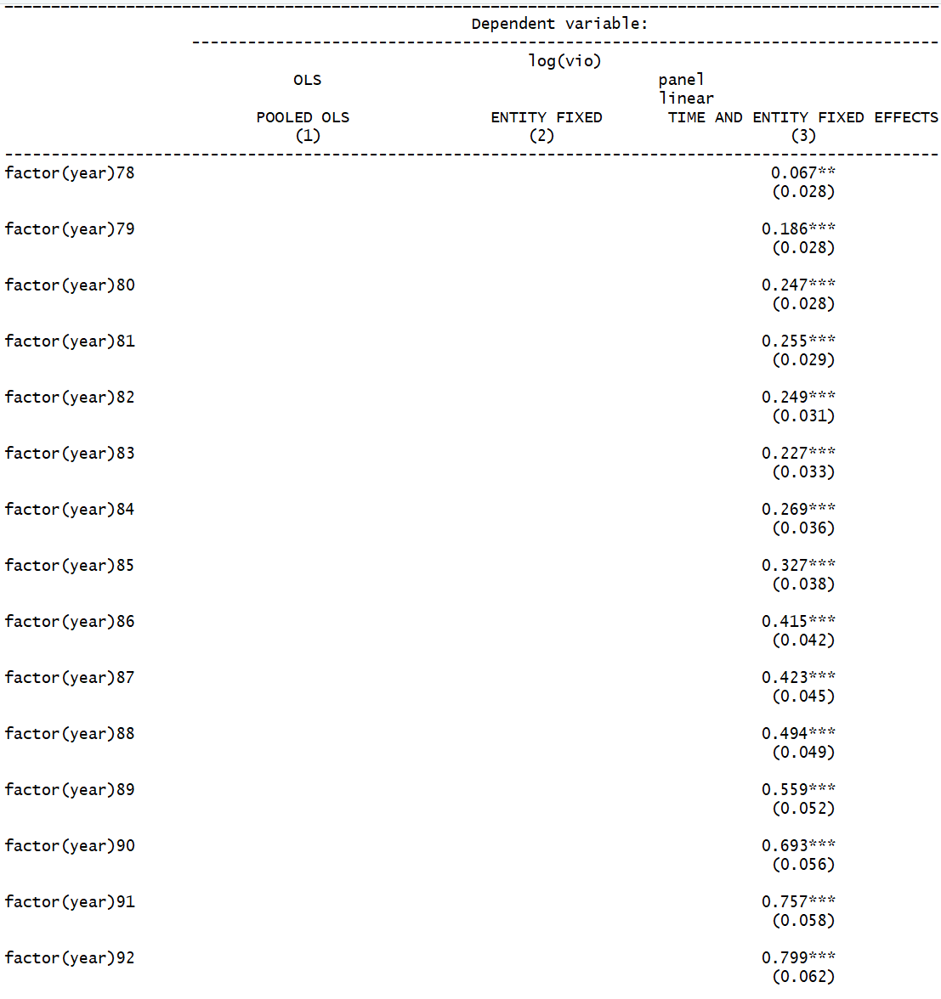 Dependent variable:
log(vio)
OLS panel
linear
POOLED OLS ENTITY FIXED TIME AND ENTITY FIXED EFFECTS
(1) (2) (3)
factor(year)78 0.067**
(0.028)
factor(year)79 0.186***
(0.028)
factor(year)80 0.247***
(0.028)
factor(year)81 0.255***
(0.029)
factor(year)82 0.249***
(0.031)
factor(year)83 0.227***
(0.033)
factor(year)84 0.269***
(0.036)
factor(year)85 0.327***
(0.038)
factor(year)86 0.415***
(0.042)
factor(year)87 0.423***
(0.045)
factor(year)88 0.494***
(0.049)
factor(year)89 0.559***
(0.052)
factor(year)90 0.693***
(0.056)
factor(year)91 0.757***
(0.058)
factor(year)92 0.799***
(0.062)